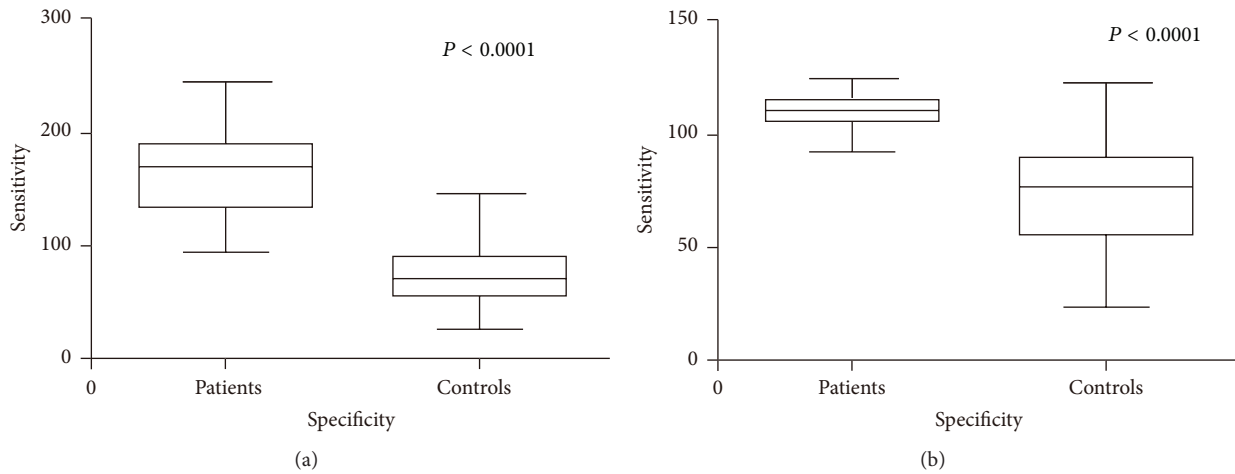 300
P < 0.0001
200
Sensitivity
100
0
0
Patients
Controls
Specificity
(a)
150
P < 0.0001
100
Sensitivity
50
0
0
Patients
Controls
Specificity
(b)